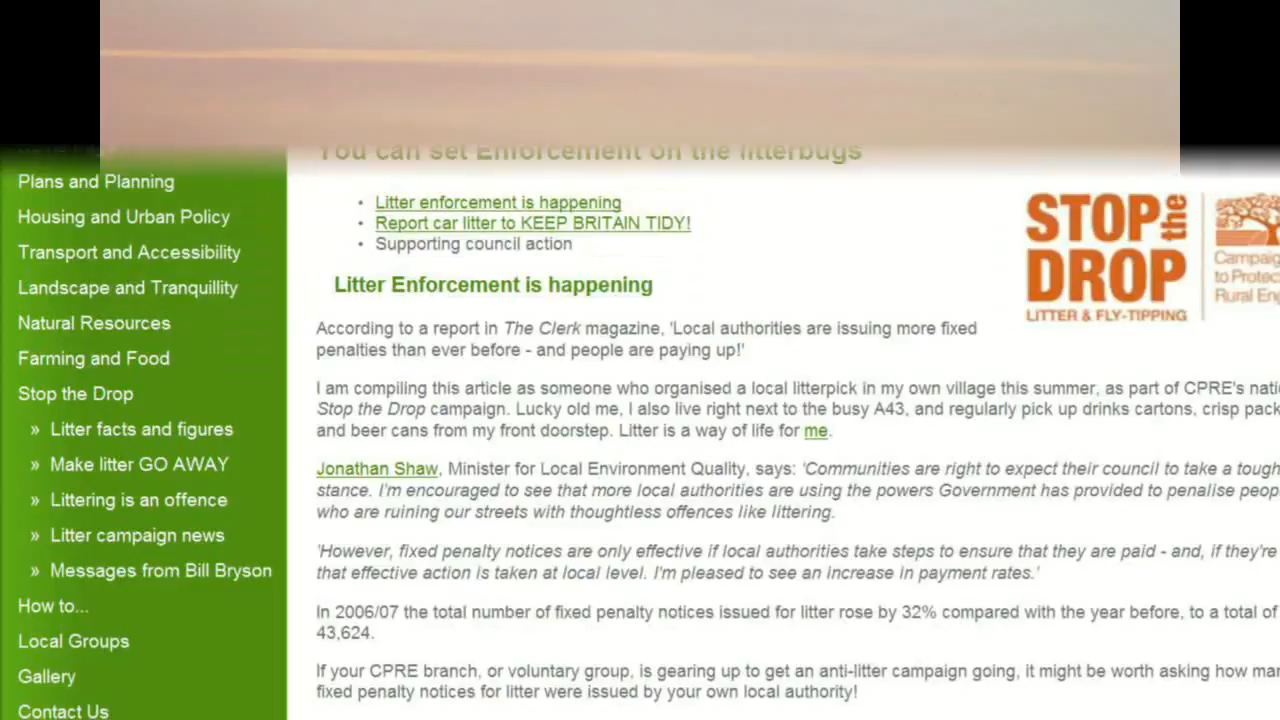 You can set Enforcement on the litterbugs
Plans and Planning
Housing and Urban Policy
Transport and Accessibility
Landscape and Tranquillity
Natural Resources
Farming and Food
Stop the Drop
» Litter facts and figures
» Make litter GO AWAY
» Littering is an offence
» Litter campaign news
» Messages from Bill Bryson
How to...
Local Groups
Gallery
Contact Us
• Litter enforcement is happening
• Report car litter to KEEP BRITAIN TIDY!
• Supporting council action
STOP the
DROP
LITTER & FLY-TIPPING
Campaig
to Protec
Rural Eng
Litter Enforcement is happening
According to a report in The Clerk magazine, 'Local authorities are issuing more fixed
penalties than ever before - and people are paying up!'
I am compiling this article as someone who organised a local litterpick in my own village this summer, as part of CPRE's nati
Stop the Drop campaign. Lucky old me, I also live right next to the busy A43, and regularly pick up drinks cartons, crisp pack
and beer cans from my front doorstep. Litter is a way of life for me.
Jonathan Shaw, Minister for Local Environment Quality, says: 'Communities are right to expect their council to take a tough
stance. I'm encouraged to see that more local authorities are using the powers Government has provided to penalise peop
who are ruining our streets with thoughtless offences like littering.
'However, fixed penalty notices are only effective if local authorities take steps to ensure that they are paid - and, if they're
that effective action is taken at local level. I'm pleased to see an increase in payment rates.'
In 2006/07 the total number of fixed penalty notices issued for litter rose by 32% compared with the year before, to a total of
43,624.
If your CPRE branch, or voluntary group, is gearing up to get an anti-litter campaign going, it might be worth asking how man
fixed penalty notices for litter were issued by your own local authority!